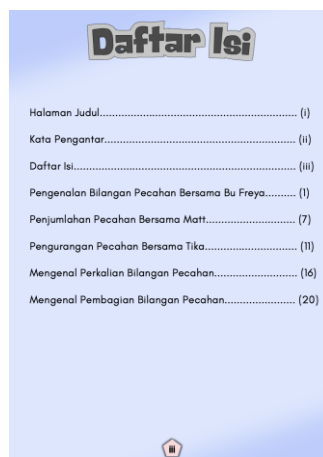 Daftar Isi
Halaman Judul................................................................ (i)
Kata Pengantar.............................................................. (ii)
Daftar Isi........................................................................ (iii)
Pengenalan Bilangan Pecahan Bersama Bu Freya.......... (1)
Penjumlahan Pecahan Bersama Matt............................. (7)
Pengurangan Pecahan Bersama Tika.............................. (11)
Mengenal Perkalian Bilangan Pecahan........................... (16)
Mengenal Pembagian Bilangan Pecahan....................... (20)
iii